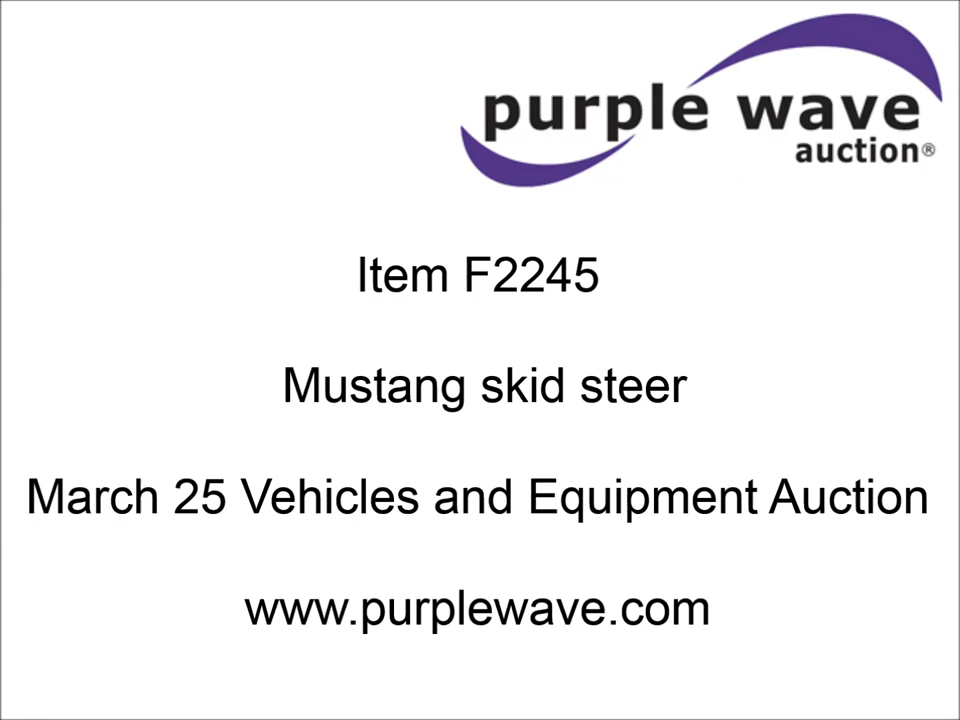 purple wave
auction®
Item F2245
Mustang skid steer
March 25 Vehicles and Equipment Auction
www.purplewave.com